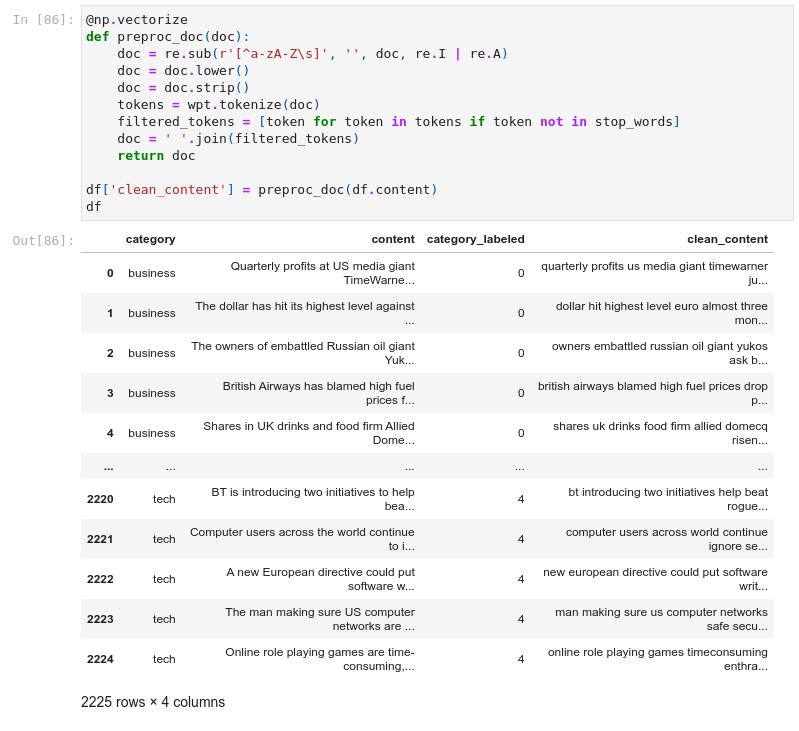 In [86]:
@np.vectorize
def preproc_doc(doc):
    doc = re.sub(r'[^a-zA-Z\s]', '', doc, re.I | re.A)
    doc = doc.lower()
    doc = doc.strip()
    tokens = wpt.tokenize(doc)
    filtered_tokens = [token for token in tokens if token not in stop_words]
    doc = ' '.join(filtered_tokens)
    return doc

df['clean_content'] = preproc_doc(df.content)
df
Out[86]:
category content category_labeled clean_content
0 business Quarterly profits at US media giant TimeWarne... 0 quarterly profits us media giant timewarner ju...
1 business The dollar has hit its highest level against ... 0 dollar hit highest level euro almost three mon...
2 business The owners of embattled Russian oil giant Yuk... 0 owners embattled russian oil giant yukos ask b...
3 business British Airways has blamed high fuel prices f... 0 british airways blamed high fuel prices drop p...
4 business Shares in UK drinks and food firm Allied Dome... 0 shares uk drinks food firm allied domecq risen...
... ... ... ... ...
2220 tech BT is introducing two initiatives to help bea... 4 bt introducing two initiatives help beat rogue...
2221 tech Computer users across the world continue to i... 4 computer users across world continue ignore se...
2222 tech A new European directive could put software w... 4 new european directive could put software writ...
2223 tech The man making sure US computer networks are ... 4 man making sure us computer networks safe secu...
2224 tech Online role playing games are time-consuming,... 4 online role playing games timeconsuming enthra...
2225 rows × 4 columns